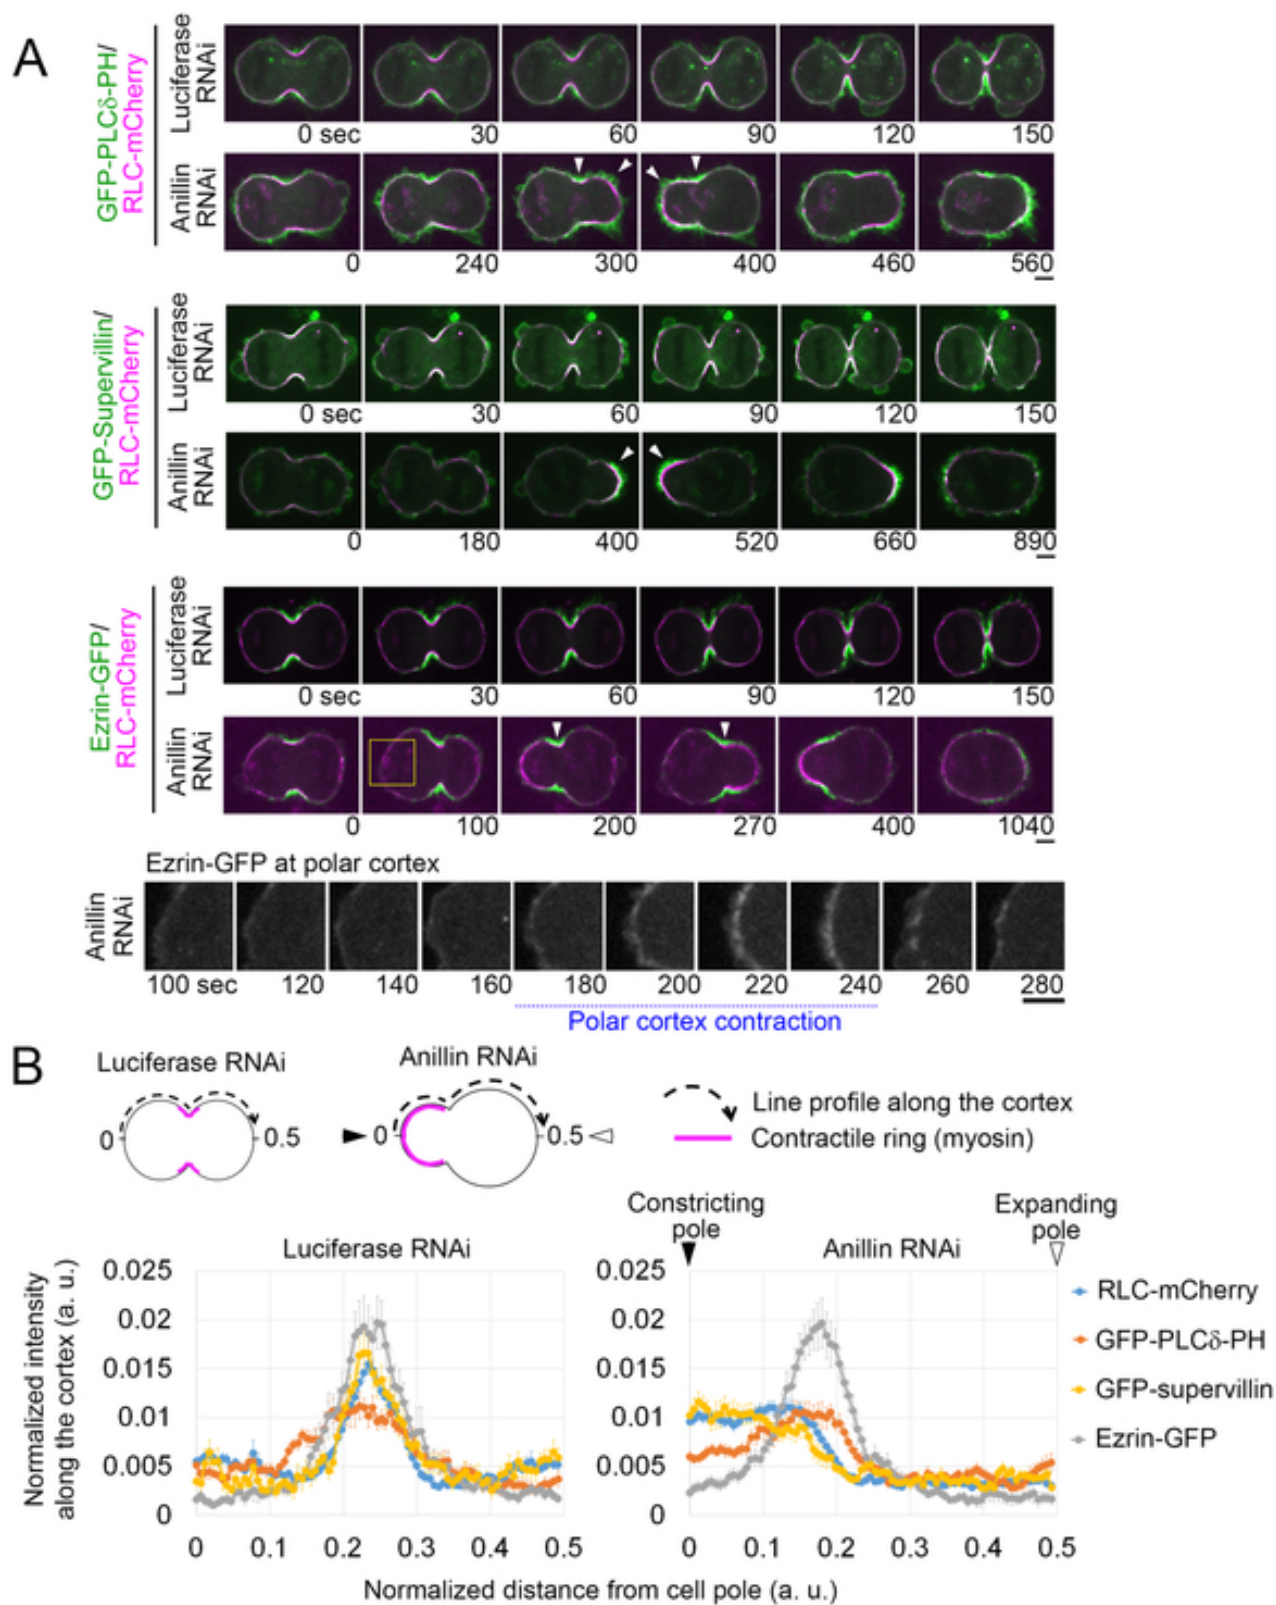 A
GFP-PLCδ-PH/
RLC-mCherry
Luciferase
RNAi
0 sec 30 60 90 120 150
Anillin
RNAi
0 240 300 400 460 560
GFP-Supervillin/
RLC-mCherry
Luciferase
RNAi
0 sec 30 60 90 120 150
Anillin
RNAi
0 180 400 520 660 890
Ezrin-GFP/
RLC-mCherry
Luciferase
RNAi
0 sec 30 60 90 120 150
Anillin
RNAi
0 100 200 270 400 1040
Ezrin-GFP at polar cortex
Anillin
RNAi
100 sec 120 140 160 180 200 220 240 260 280
Polar cortex contraction
B
Luciferase RNAi
Anillin RNAi
0 0.5
0 0.5
Line profile along the cortex
Contractile ring (myosin)
Constricting
pole
Expanding
pole
Luciferase RNAi
Anillin RNAi
Normalized intensity
along the cortex (a. u.)
0.025
0.02
0.015
0.01
0.005
0
0 0.1 0.2 0.3 0.4 0.5
0.025
0.02
0.015
0.01
0.005
0
0 0.1 0.2 0.3 0.4 0.5
RLC-mCherry
GFP-PLCδ-PH
GFP-supervillin
Ezrin-GFP
Normalized distance from cell pole (a. u.)